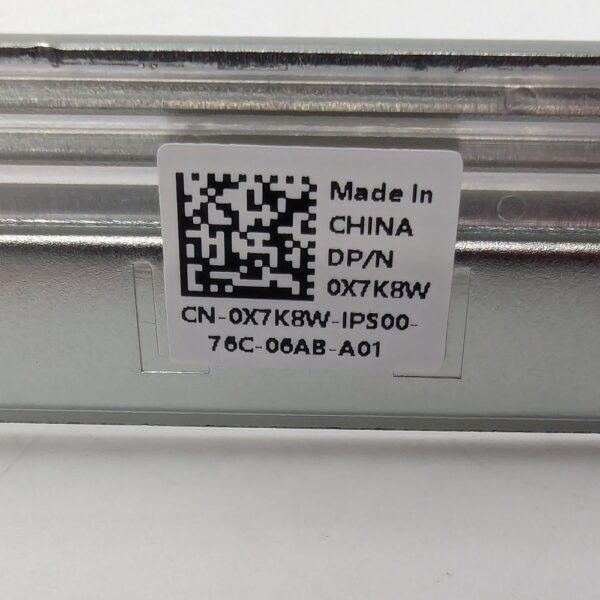 Made In
CHINA
DP/N
0X7K8W
CN-0X7K8W-IPS00-
76C-06AB-A01